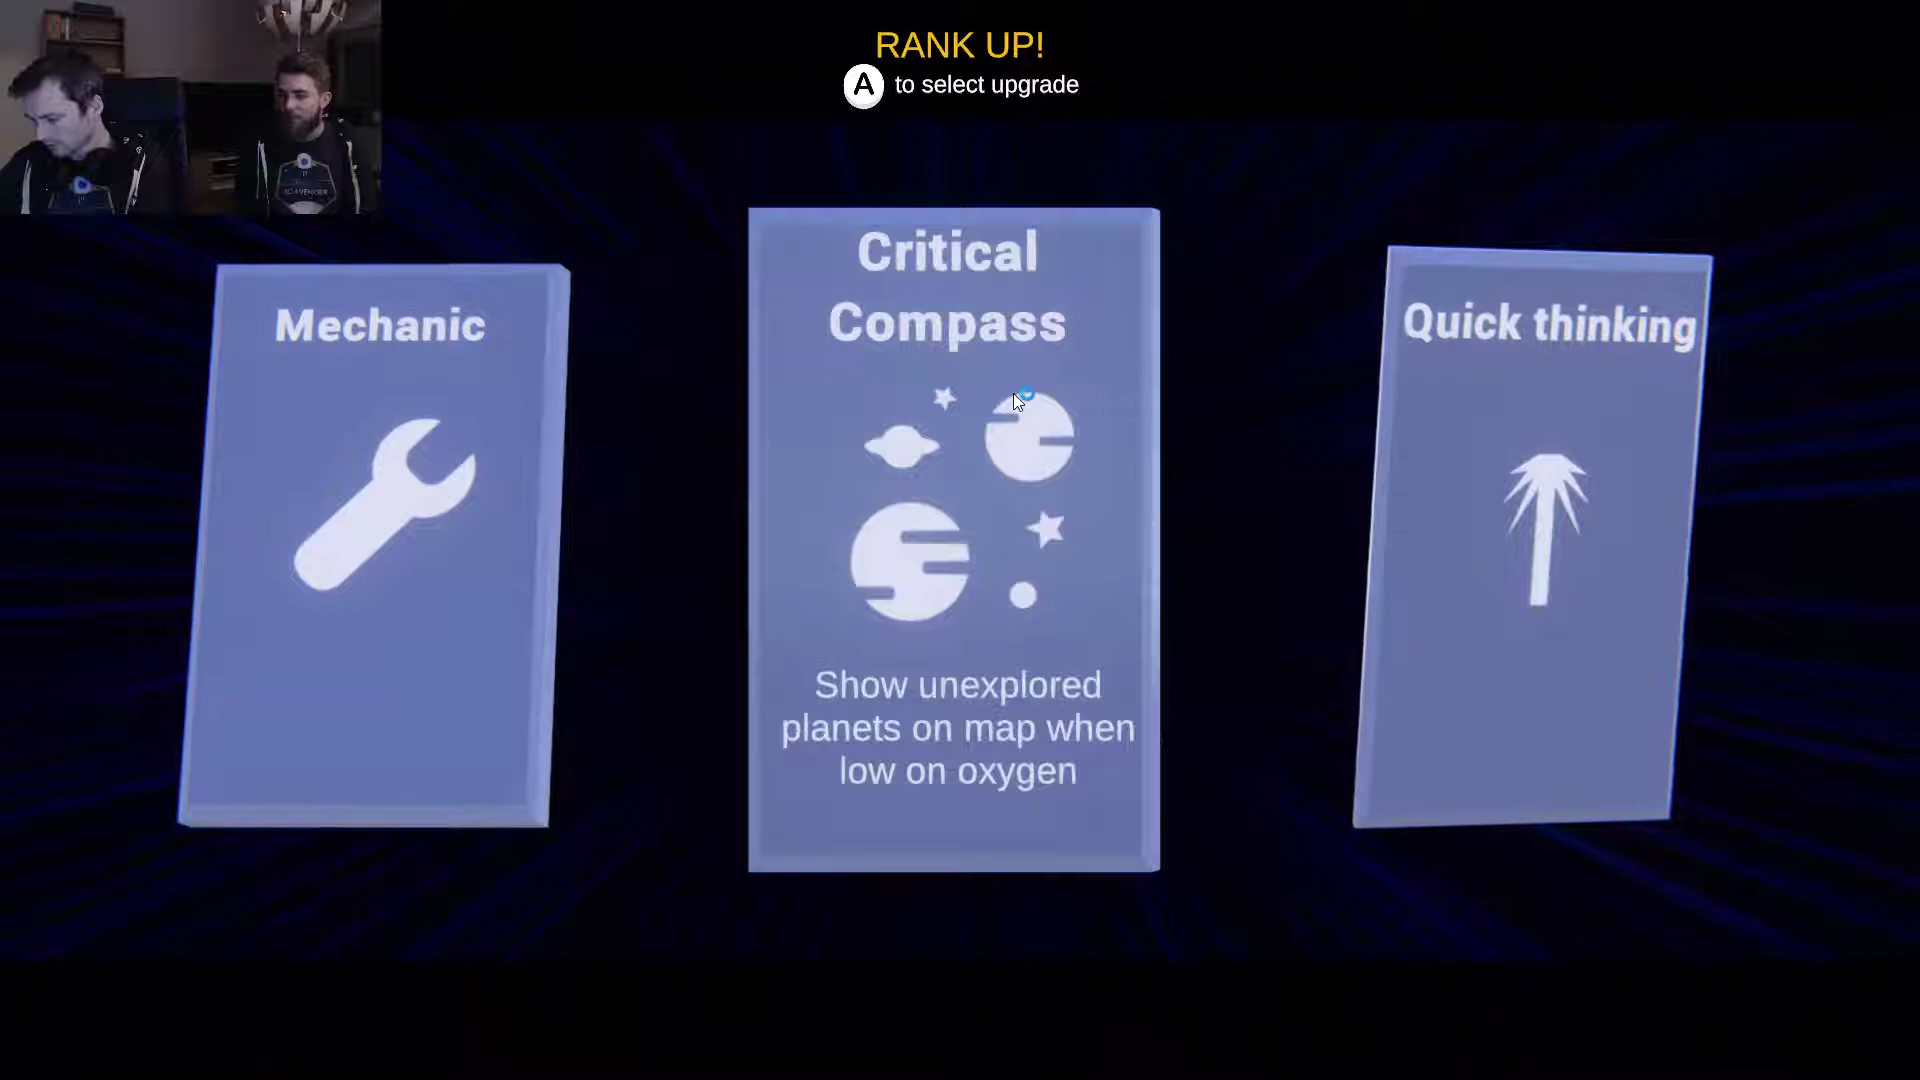 RANK UP!
A to select upgrade
SCAVENGER
Mechanic
Critical
Compass
Quick thinking
Show unexplored
planets on map when
low on oxygen